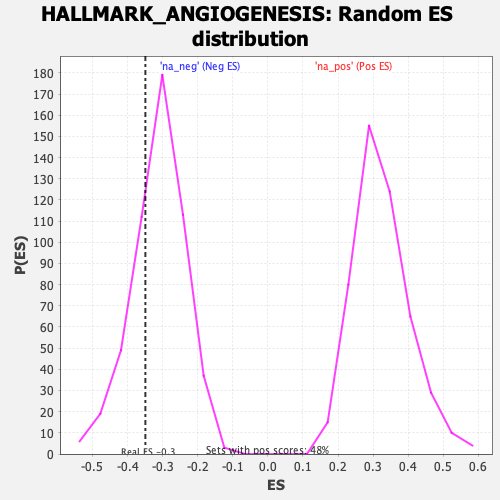 HALLMARK_ANGIOGENESIS: Random ES
distribution
'na_neg' (Neg ES)
'na_pos' (Pos ES)
180
170
160
150
140
130
120
110
100
90
80
70
60
50
40
30
20
10
0
P(ES)
Real ES -0.3
Sets with pos scores: 48%
-0.5 -0.4 -0.3 -0.2 -0.1 0.0 0.1 0.2 0.3 0.4 0.5 0.6
ES